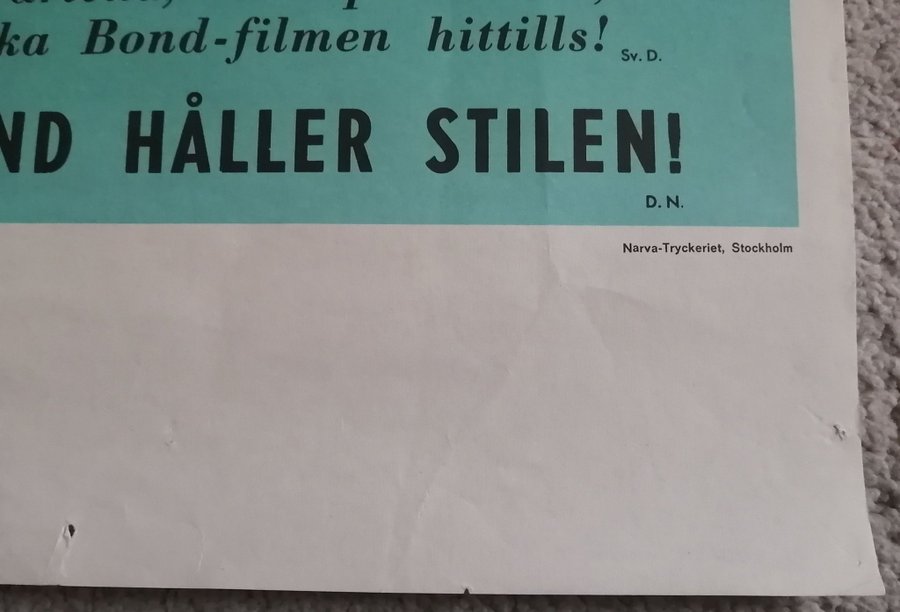 ka Bond-filmen hittills!
Sv. D.
ND HÅLLER STILEN!
D. N.
Narva-Tryckeriet, Stockholm